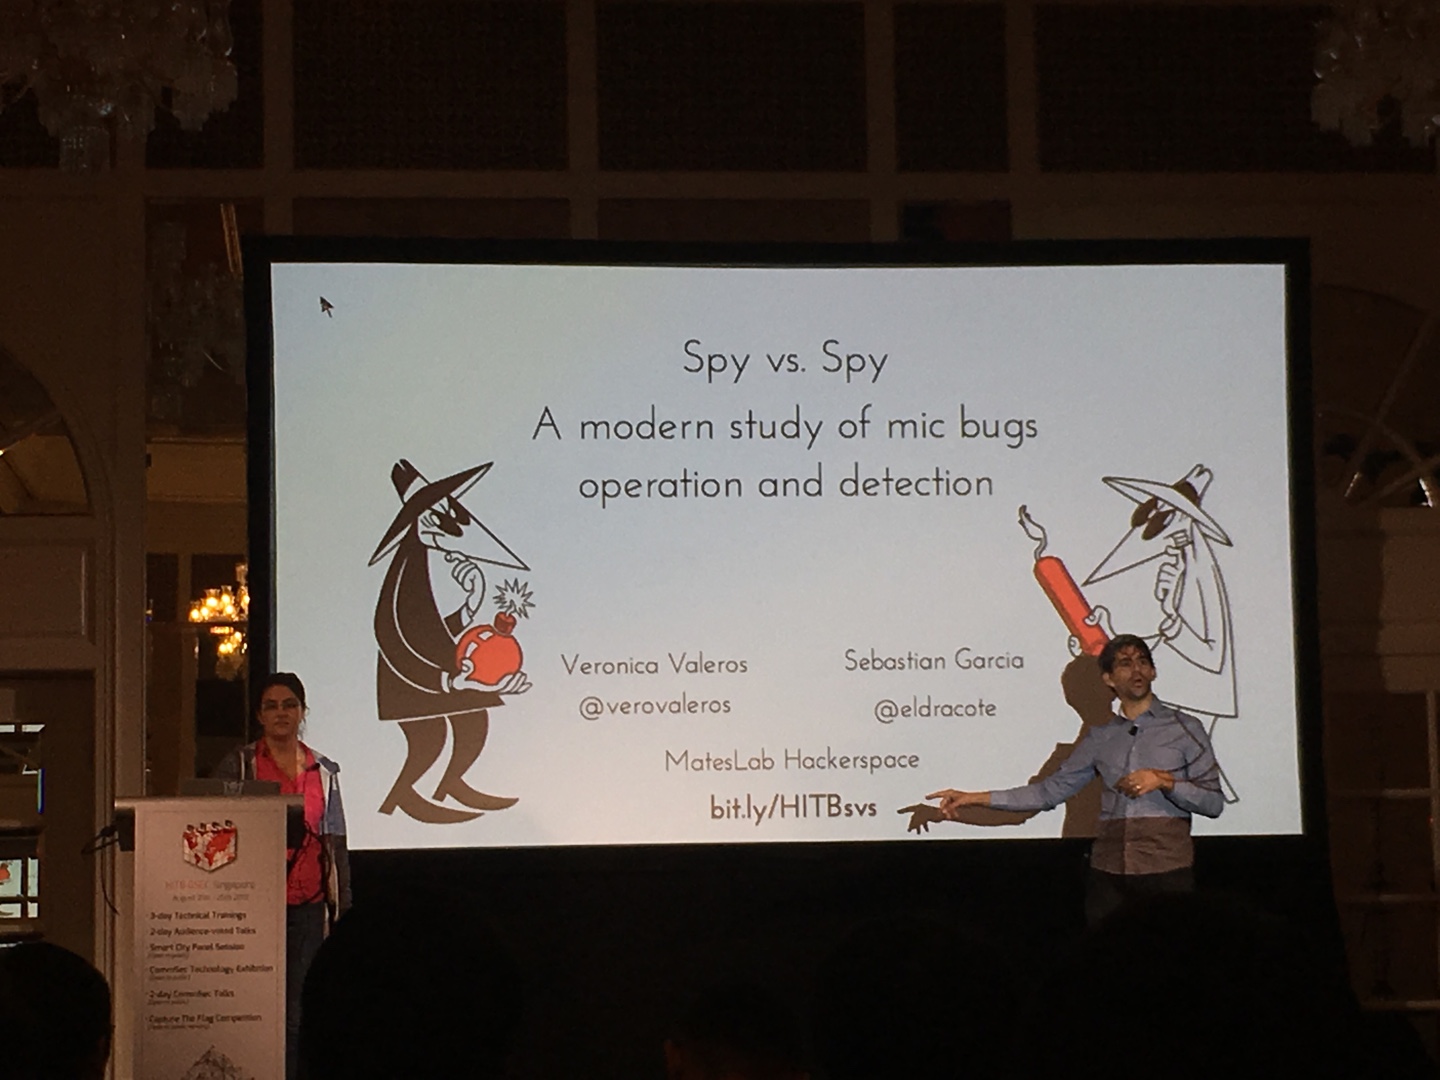 Spy vs. Spy
A modern study of mic bugs
operation and detection
Veronica Valeros
Sebastian Garcia
@verovaleros
@eldracote
MatesLab Hackerspace
bit.ly/HITBsvs
HITB GSEC Singapore
3-day Technical Trainings
2-day Audience-voted Talks
Smart City Panel Session
CommSec Technology Exhibition
2-day CommSec Talks
Capture The Flag Competition